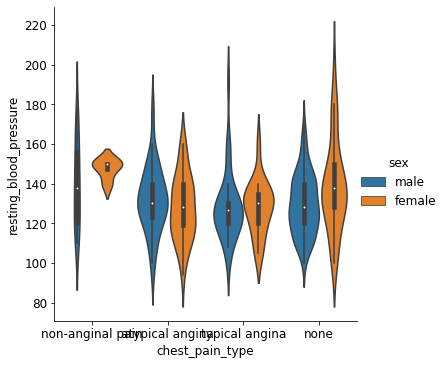 220
200
180
160
140
120
100
80
resting_blood_pressure
non-anginal pain
atypical angina
typical angina
none
chest_pain_type
sex
male
female